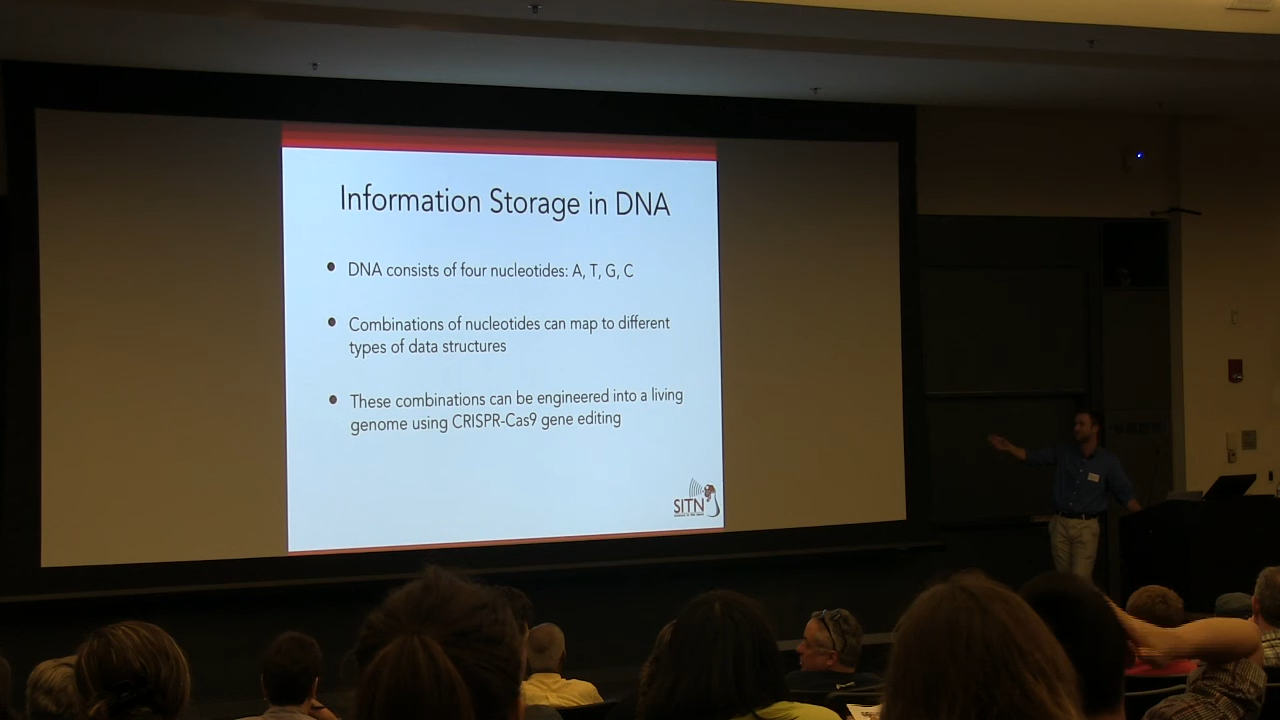 Information Storage in DNA
DNA consists of four nucleotides: A, T, G, C
Combinations of nucleotides can map to different
types of data structures
These combinations can be engineered into a living
genome using CRISPR-Cas9 gene editing
SITN